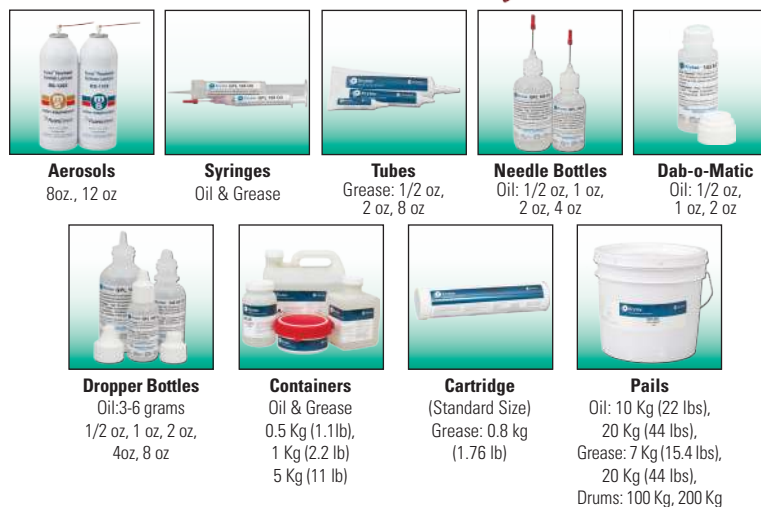 Aerosols
8oz., 12 oz
Syringes
Oil & Grease
Tubes
Grease: 1/2 oz,
2 oz, 8 oz
Needle Bottles
Oil: 1/2 oz, 1 oz,
2 oz, 4 oz
Dab-o-Matic
Oil: 1/2 oz,
1 oz, 2 oz
Dropper Bottles
Oil:3-6 grams
1/2 oz, 1 oz, 2 oz,
4oz, 8 oz
Containers
Oil & Grease
0.5 Kg (1.1lb),
1 Kg (2.2 lb)
5 Kg (11 lb)
Cartridge
(Standard Size)
Grease: 0.8 kg
(1.76 lb)
Pails
Oil: 10 Kg (22 lbs),
20 Kg (44 lbs),
Grease: 7 Kg (15.4 lbs),
20 Kg (44 lbs),
Drums: 100 Kg, 200 Kg